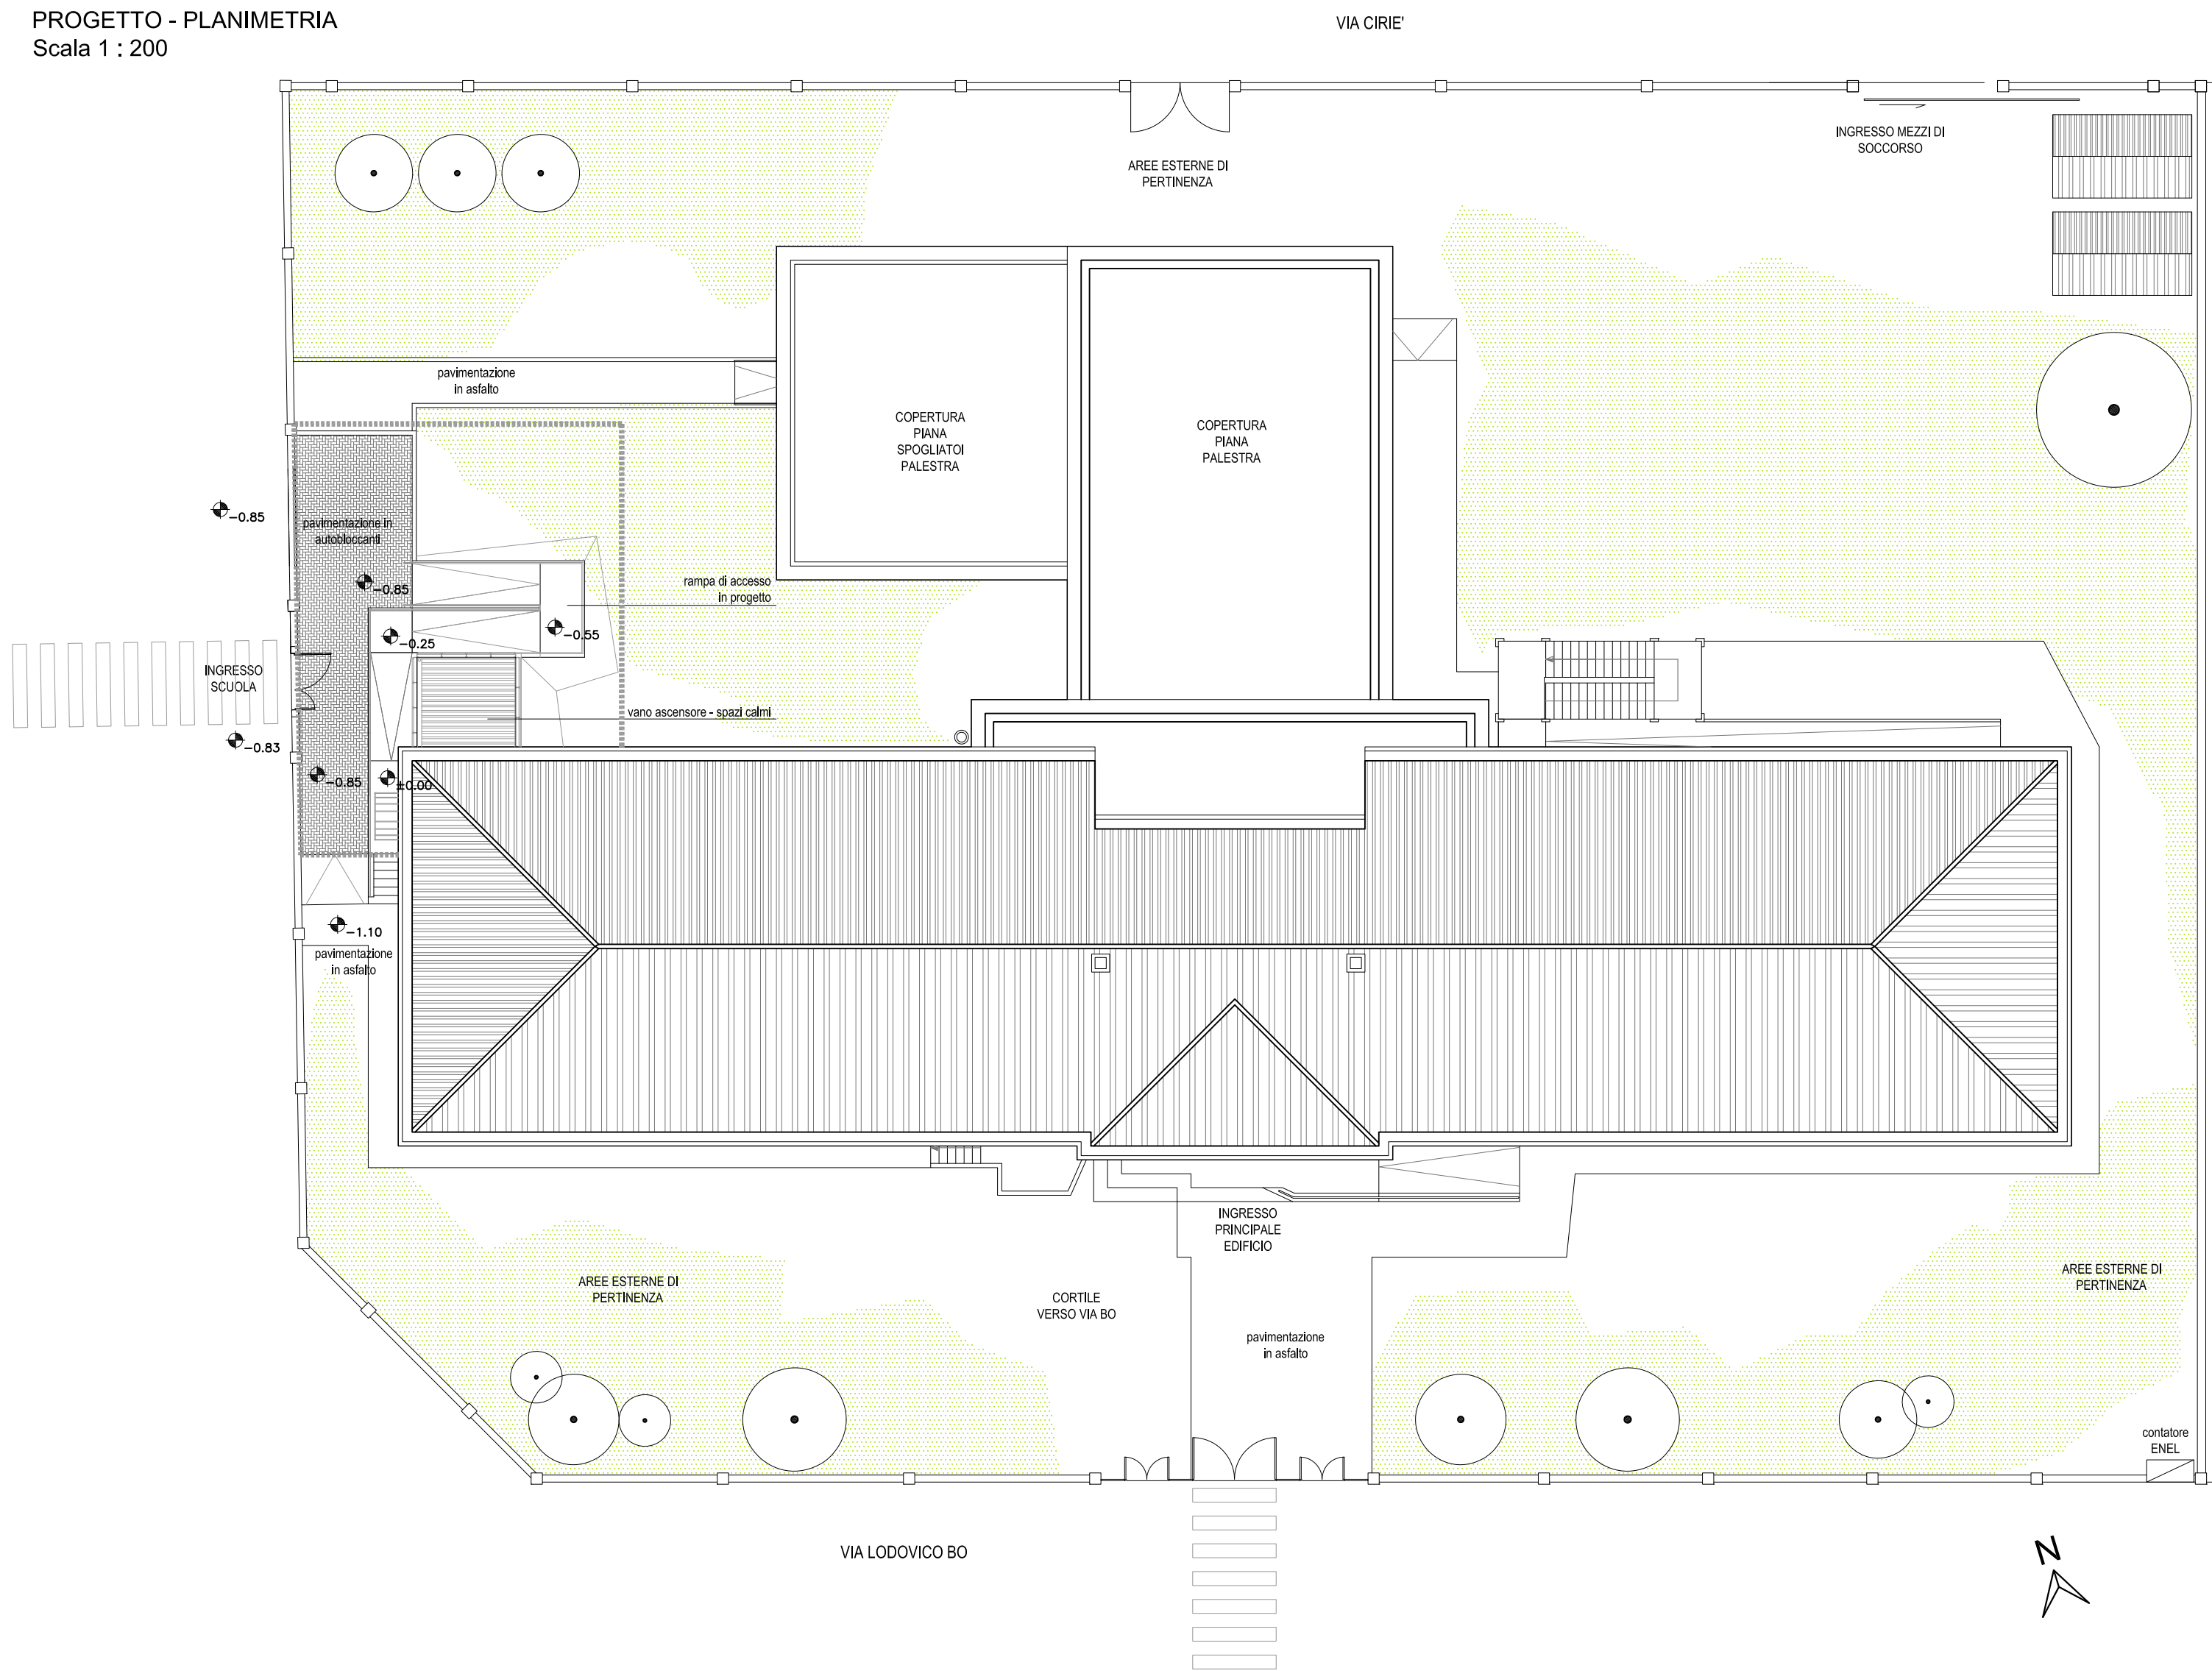 PROGETTO - PLANIMETRIA
Scala 1 : 200
VIA CIRIE'
INGRESSO MEZZI DI
SOCCORSO
AREE ESTERNE DI
PERTINENZA
pavimentazione
in asfalto
COPERTURA
PIANA
SPOGLIATOI
PALESTRA
COPERTURA
PIANA
PALESTRA
-0.85
pavimentazione in
autobloccanti
-0.85
rampa di accesso
in progetto
-0.25
-0.55
INGRESSO
SCUOLA
vano ascensore - spazi calmi
-0.83
-0.85
±0.00
-1.10
pavimentazione
in asfalto
INGRESSO
PRINCIPALE
EDIFICIO
AREE ESTERNE DI
PERTINENZA
CORTILE
VERSO VIA BO
AREE ESTERNE DI
PERTINENZA
pavimentazione
in asfalto
contatore
ENEL
VIA LODOVICO BO
N